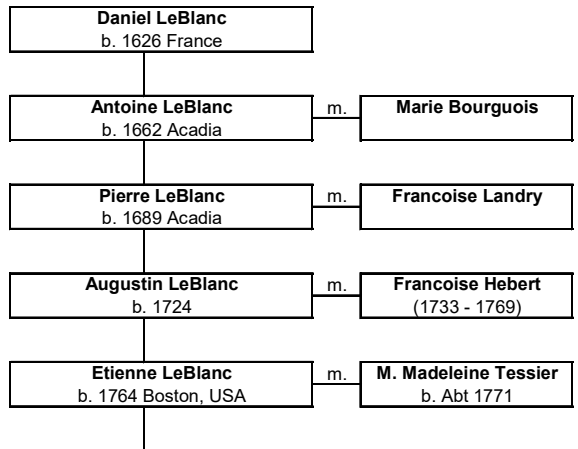 Daniel LeBlanc
b. 1626 France
Antoine LeBlanc
b. 1662 Acadia
m.
Marie Bourguois
Pierre LeBlanc
b. 1689 Acadia
m.
Francoise Landry
Augustin LeBlanc
b. 1724
m.
Francoise Hebert
(1733 - 1769)
Etienne LeBlanc
b. 1764 Boston, USA
m.
M. Madeleine Tessier
b. Abt 1771